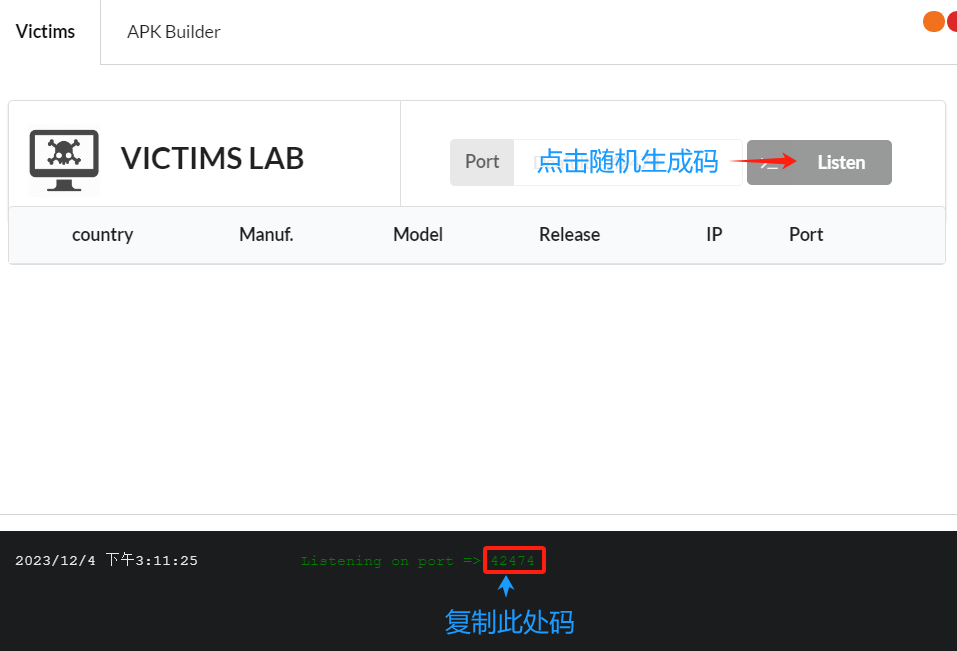 Victims APK Builder
VICTIMS LAB
Port 点击随机生成码 Listen
country Manuf. Model Release IP Port
2023/12/4 下午3:11:25 Listening on port => 42474
复制此处码